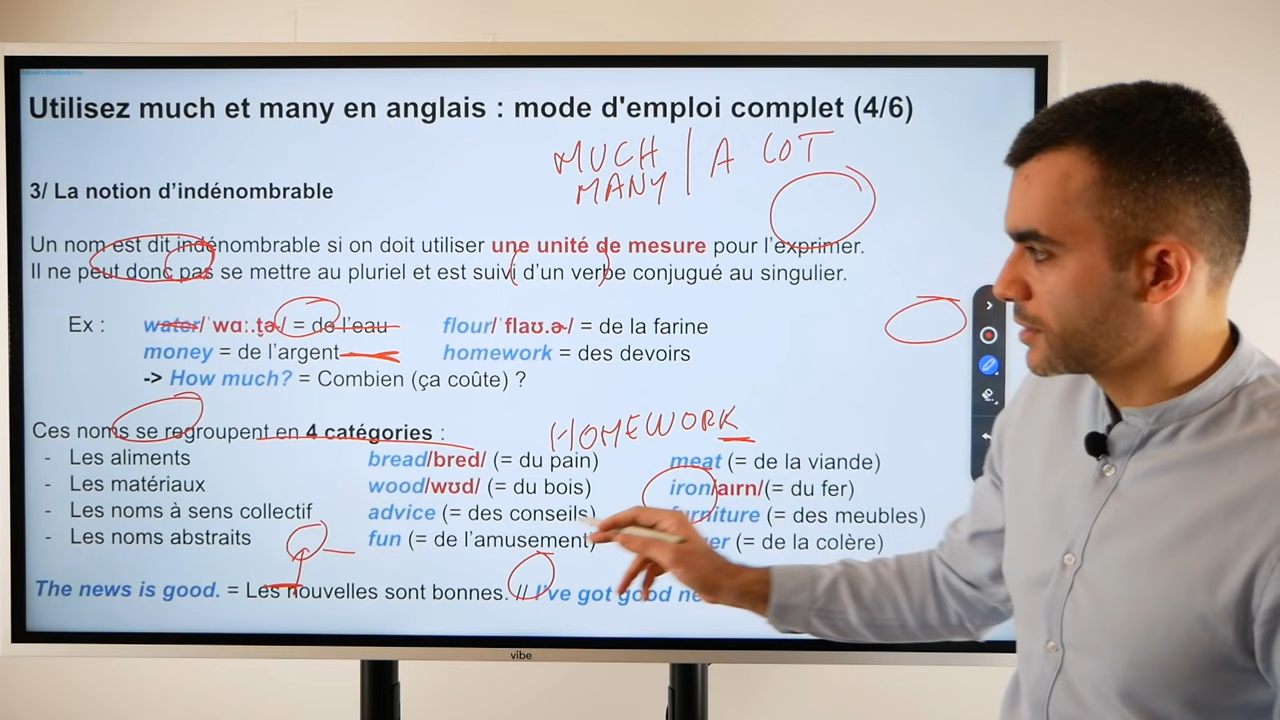 Utilisez much et many en anglais : mode d'emploi complet (4/6)
MUCH | A LOT
MANY
3/ La notion d'indénombrable
Un nom est dit indénombrable si on doit utiliser une unité de mesure pour l'exprimer.
Il ne peut donc pas se mettre au pluriel et est suivi d'un verbe conjugué au singulier.
Ex : water/ˈwɑː.t̬ɚ/ = de l'eau flour/ˈflaʊ.ɚ/ = de la farine
money = de l'argent homework = des devoirs
-> How much? = Combien (ça coûte) ?
HOMEWORK
Ces noms se regroupent en 4 catégories :
- Les aliments bread/bred/ (= du pain) meat (= de la viande)
- Les matériaux wood/wʊd/ (= du bois) iron/aɪrn/(= du fer)
- Les noms à sens collectif advice (= des conseils) furniture (= des meubles)
- Les noms abstraits fun (= de l'amusement) (= de la colère)
The news is good. = Les nouvelles sont bonnes. // I've got good
vibe